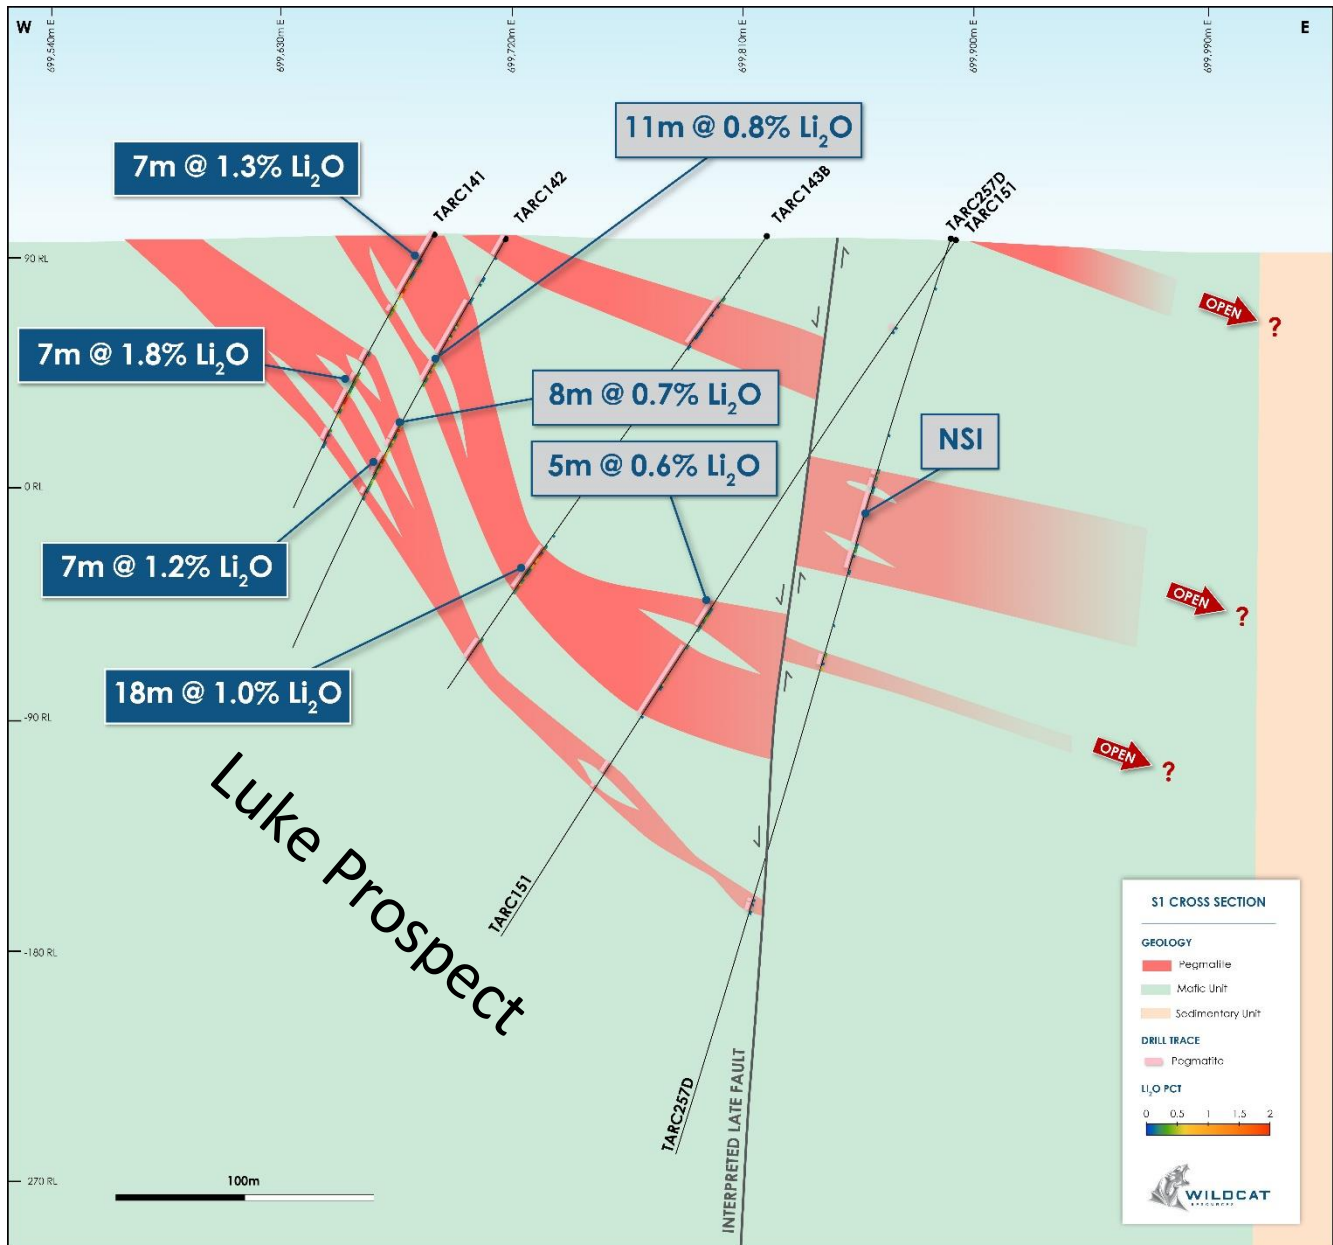 W
E
699,540m E
699,630m E
699,720m E
699,810m E
699,900m E
699,990m E
11m @ 0.8% Li₂O
7m @ 1.3% Li₂O
TARC141
TARC142
TARC143B
TARC257D
TARC151
90 RL
OPEN
?
7m @ 1.8% Li₂O
8m @ 0.7% Li₂O
NSI
5m @ 0.6% Li₂O
0 RL
7m @ 1.2% Li₂O
OPEN
?
18m @ 1.0% Li₂O
-90 RL
OPEN
?
Luke Prospect
TARC151
-180 RL
TARC257D
INTERPRETED LATE FAULT
270 RL
100m
S1 CROSS SECTION
GEOLOGY
Pegmatite
Mafic Unit
Sedimentary Unit
DRILL TRACE
Pegmatite
Li₂O PCT
0 0.5 1 1.5 2
WILDCAT
RESOURCES